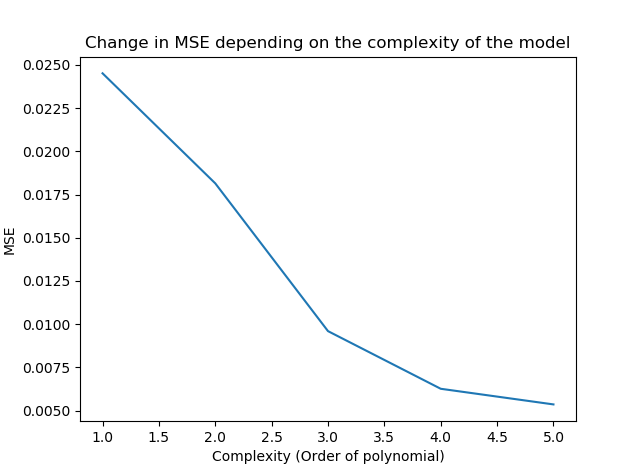 Change in MSE depending on the complexity of the model
0.0250
0.0225
0.0200
0.0175
0.0150
0.0125
0.0100
0.0075
0.0050
MSE
1.0 1.5 2.0 2.5 3.0 3.5 4.0 4.5 5.0
Complexity (Order of polynomial)